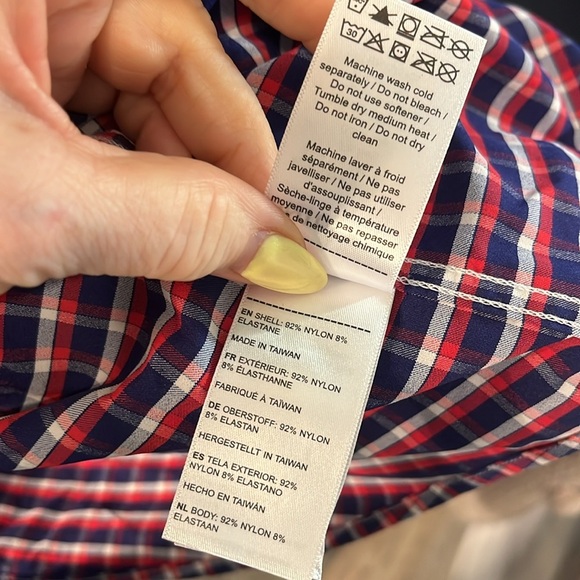 30
Machine wash cold
separately / Do not bleach /
Do not use softener /
Tumble dry medium heat /
Do not iron / Do not dry
clean
Machine laver à froid
séparément / Ne pas
javelliser / Ne pas utiliser
d'assouplissant /
Sèche-linge à température
moyenne / Ne pas repasser
de nettoyage chimique
EN SHELL: 92% NYLON 8%
ELASTANE
MADE IN TAIWAN
FR EXTÉRIEUR: 92% NYLON
8% ÉLASTHANNE
FABRIQUÉ À TAÏWAN
DE OBERSTOFF: 92% NYLON
8% ELASTAN
HERGESTELLT IN TAIWAN
ES TELA EXTERIOR: 92%
NYLON 8% ELASTANO
HECHO EN TAIWÁN
NL BODY: 92% NYLON 8%
ELASTAAN